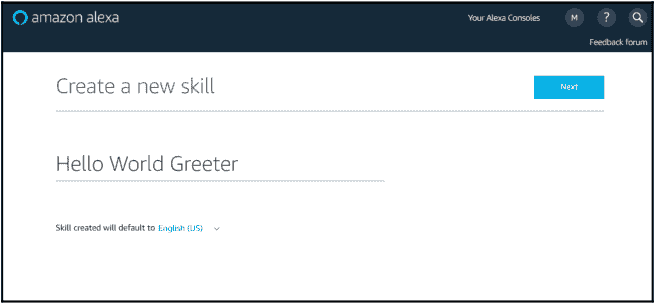 amazon alexa
Your Alexa Consoles
M
?
Feedback forum
Create a new skill
Next
Hello World Greeter
Skill created will default to English (US)